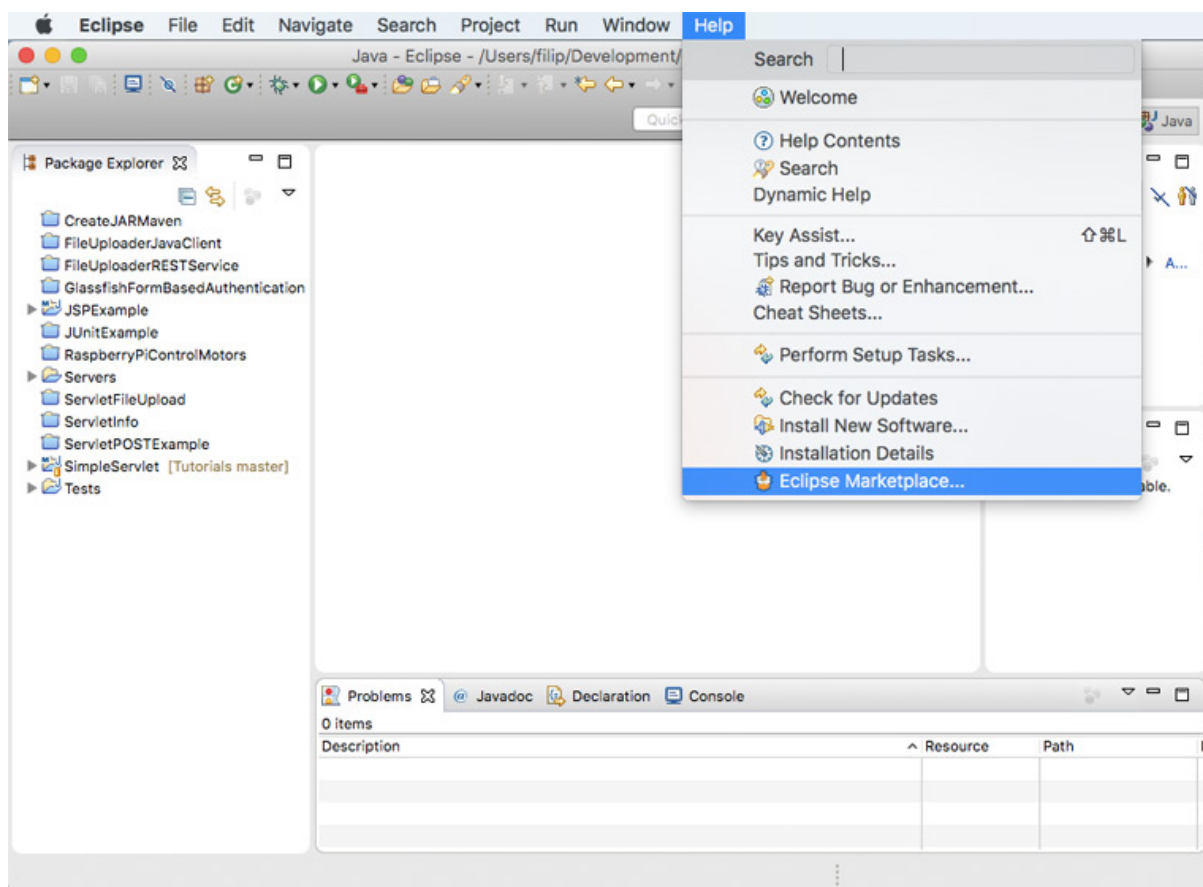 Eclipse File Edit Navigate Search Project Run Window Help
Java - Eclipse - /Users/filip/Development/
Search
Welcome
Help Contents
Search
Dynamic Help
Key Assist... ⇧⌘L
Tips and Tricks...
Report Bug or Enhancement...
Cheat Sheets...
Perform Setup Tasks...
Check for Updates
Install New Software...
Installation Details
Eclipse Marketplace...
Quic
Java
Package Explorer
CreateJARMaven
FileUploaderJavaClient
FileUploaderRESTService
GlassfishFormBasedAuthentication
JSPExample
JUnitExample
RaspberryPiControlMotors
Servers
ServletFileUpload
ServletInfo
ServletPOSTExample
SimpleServlet [Tutorials master]
Tests
A...
able.
Problems @ Javadoc Declaration Console
0 items
Description Resource Path